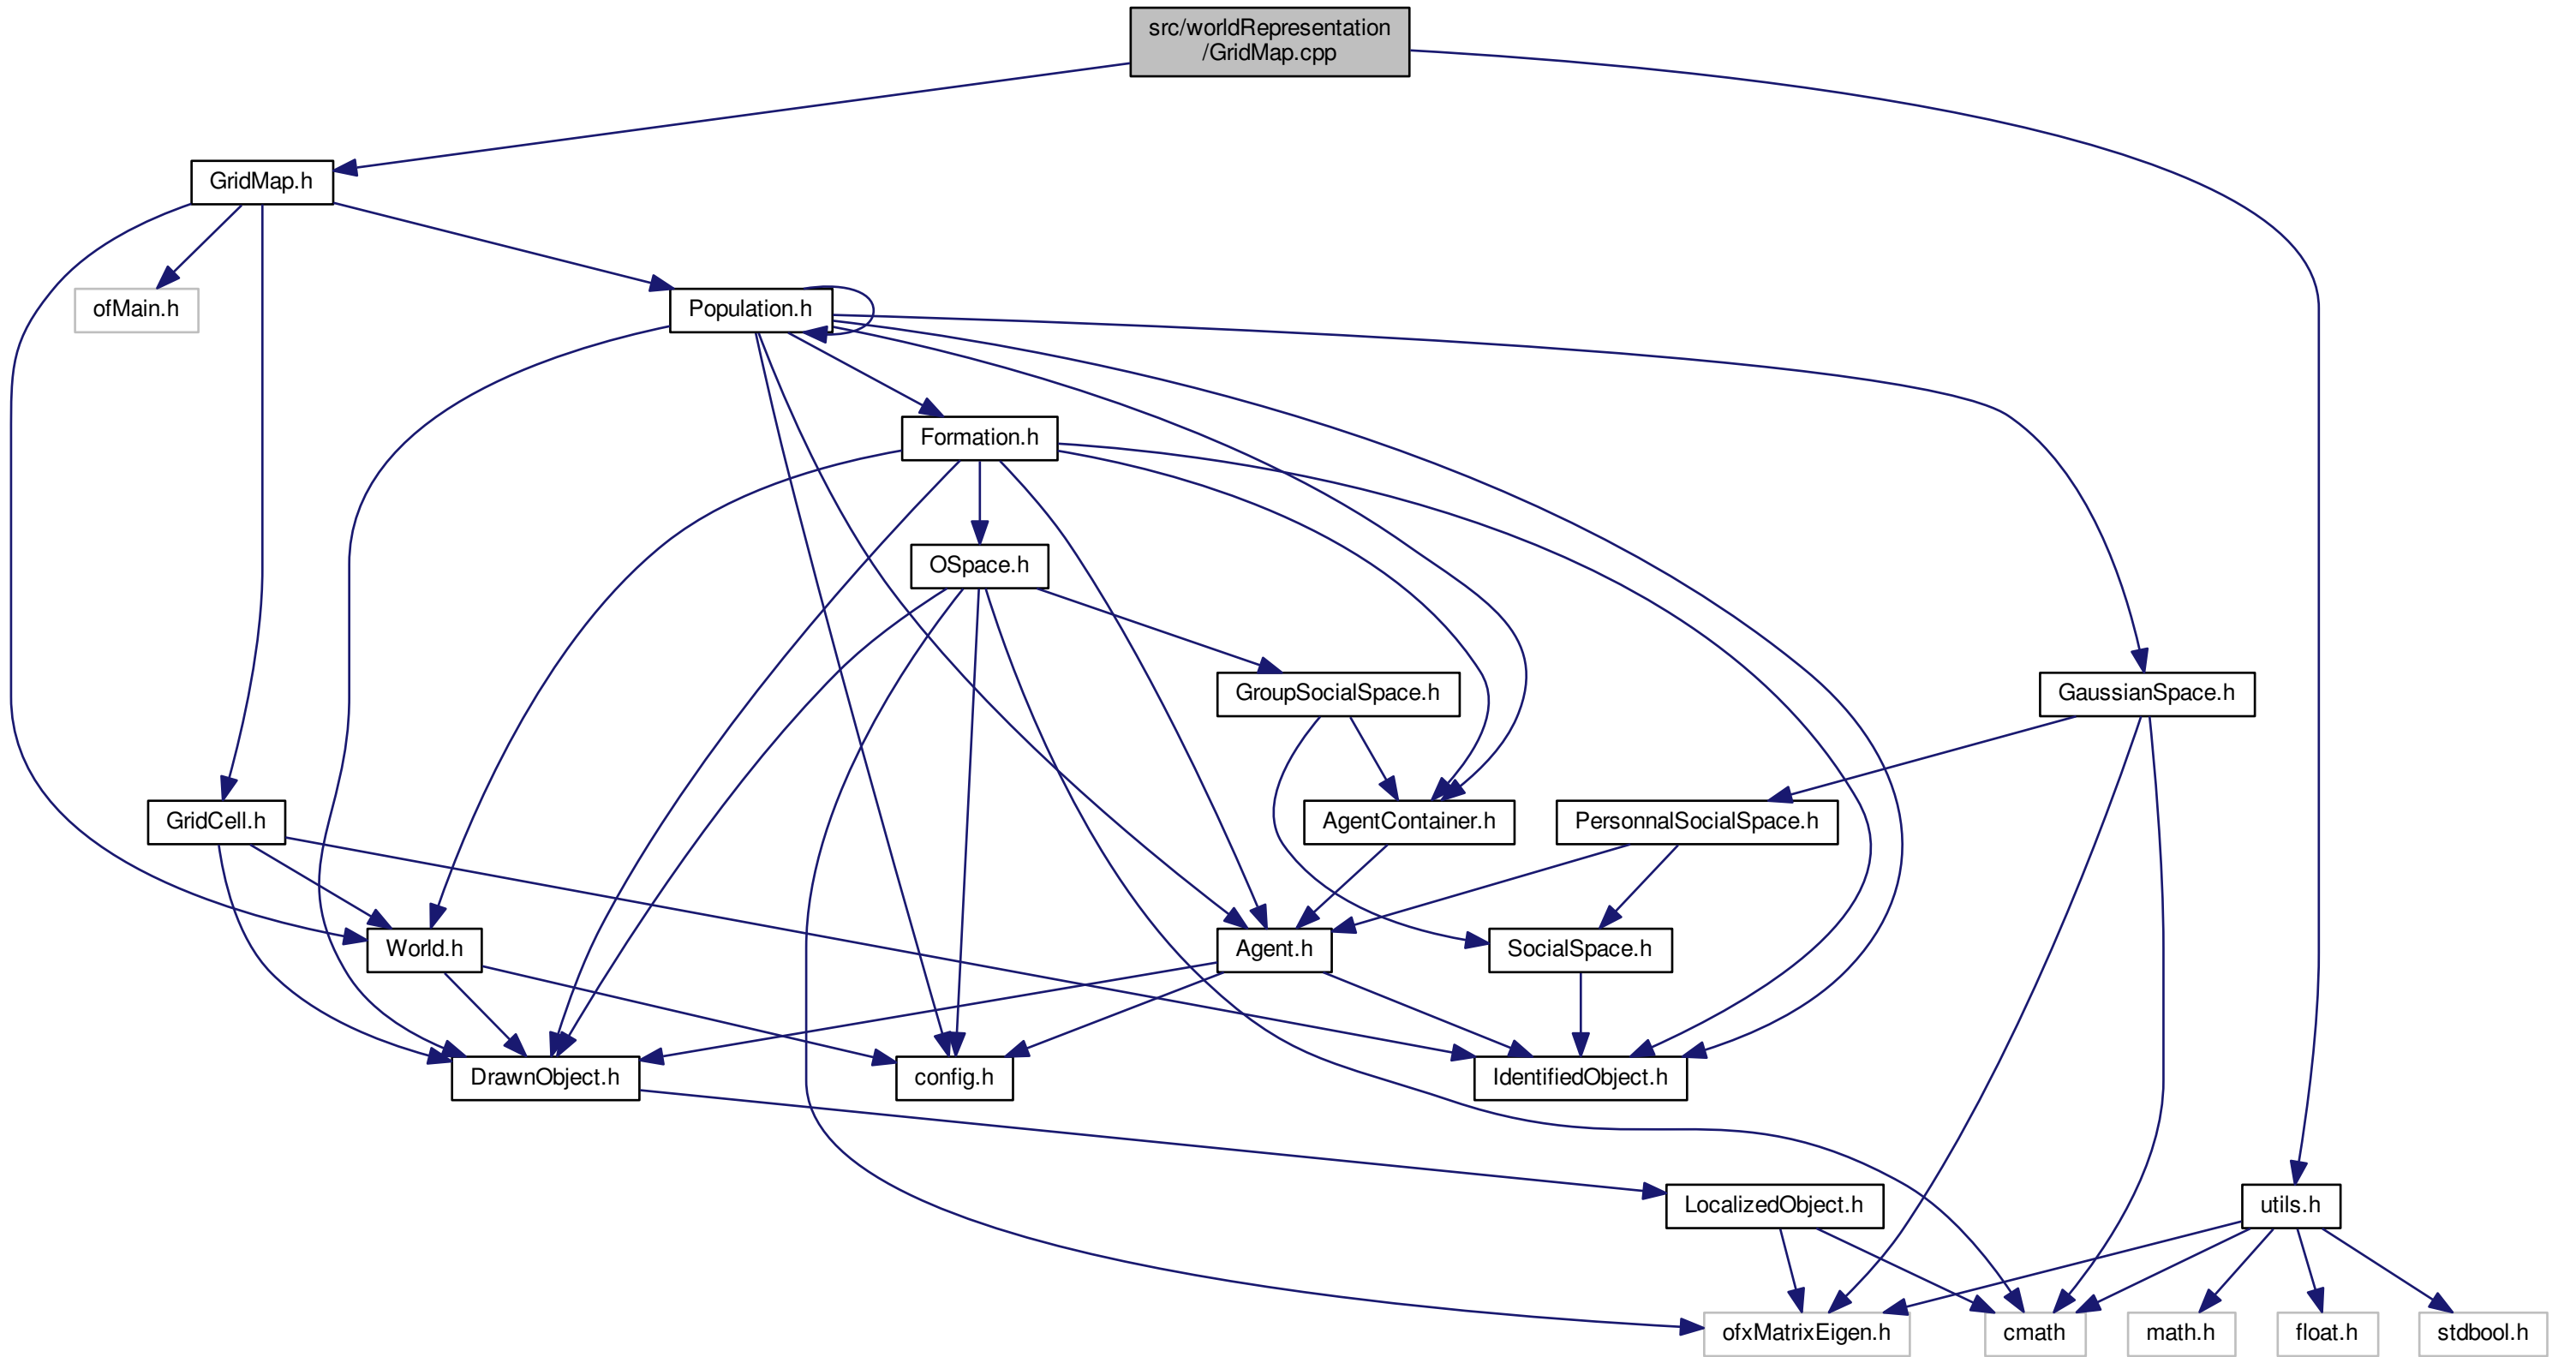 src/worldRepresentation
/GridMap.cpp
GridMap.h
ofMain.h
Population.h
Formation.h
OSpace.h
GroupSocialSpace.h
GaussianSpace.h
GridCell.h
AgentContainer.h
PersonnalSocialSpace.h
World.h
Agent.h
SocialSpace.h
DrawnObject.h
config.h
IdentifiedObject.h
LocalizedObject.h
utils.h
ofxMatrixEigen.h
cmath
math.h
float.h
stdbool.h